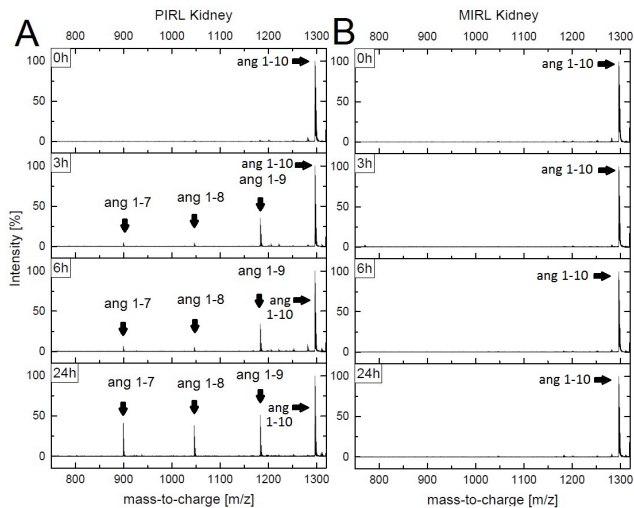 PIRL Kidney
MIRL Kidney
A
B
800 900 1000 1100 1200 1300
800 900 1000 1100 1200 1300
Intensity [%]
0h
ang 1-10
100
50
0
0h
ang 1-10
100
50
0
3h
ang 1-10
ang 1-9
ang 1-8
ang 1-7
100
50
0
3h
ang 1-10
100
50
0
6h
ang 1-9
ang 1-8
ang 1-7
ang
1-10
100
50
0
6h
ang 1-10
100
50
0
24h
ang 1-9
ang 1-8
ang 1-7
ang
1-10
100
50
0
24h
ang 1-10
100
50
0
800 900 1000 1100 1200 1300
800 900 1000 1100 1200 1300
mass-to-charge [m/z]
mass-to-charge [m/z]